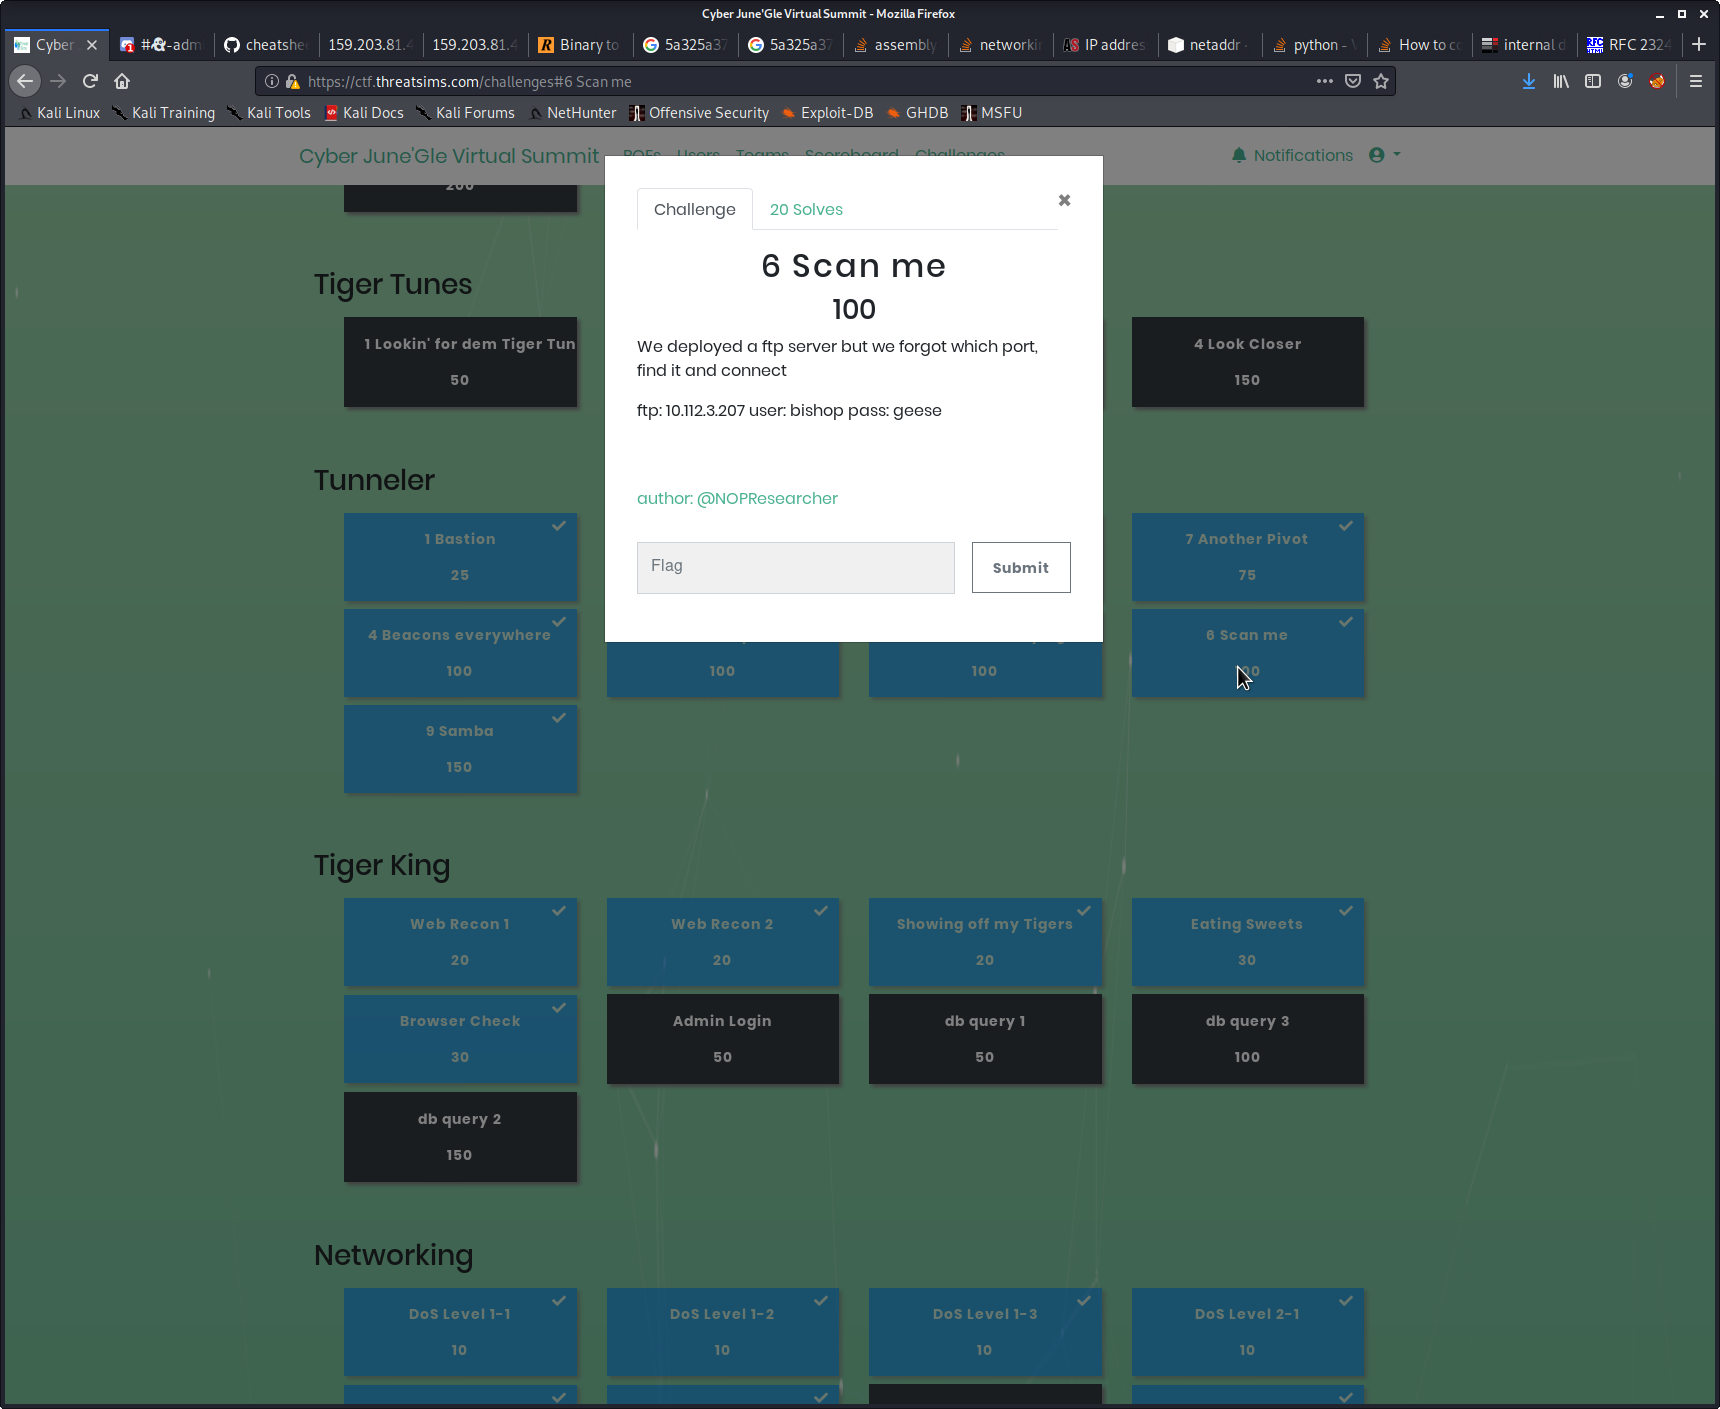 Cyber June'Gle Virtual Summit - Mozilla Firefox
Cyber
-adm
cheatshe
159.203.81.4
159.203.81.4
Binary to
5a325a37
5a325a37
assembly
networki
IP addres
netaddr
python -
How to c
internal d
RFC 2324
https://ctf.threatsims.com/challenges#6 Scan me
Kali Linux
Kali Training
Kali Tools
Kali Docs
Kali Forums
NetHunter
Offensive Security
Exploit-DB
GHDB
MSFU
Cyber June'Gle Virtual Summit
Users
Teams
Scoreboard
Challenges
Notifications
200
Challenge
20 Solves
6 Scan me
100
We deployed a ftp server but we forgot which port,
find it and connect
ftp: 10.112.3.207 user: bishop pass: geese
author: @NOPResearcher
Flag
Submit
Tiger Tunes
1 Lookin' for dem Tiger Tun
50
4 Look Closer
150
Tunneler
1 Bastion
25
7 Another Pivot
75
4 Beacons everywhere
100
100
100
6 Scan me
9 Samba
150
Tiger King
Web Recon 1
20
Web Recon 2
20
Showing off my Tigers
20
Eating Sweets
30
Browser Check
30
Admin Login
50
db query 1
50
db query 3
100
db query 2
150
Networking
DoS Level 1-1
10
DoS Level 1-2
10
DoS Level 1-3
10
DoS Level 2-1
10